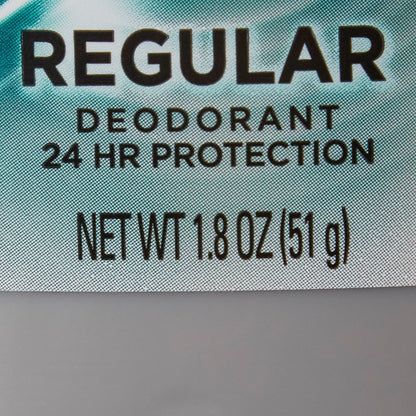 REGULAR
DEODORANT
24 HR PROTECTION
NET WT 1.8 OZ (51 g)